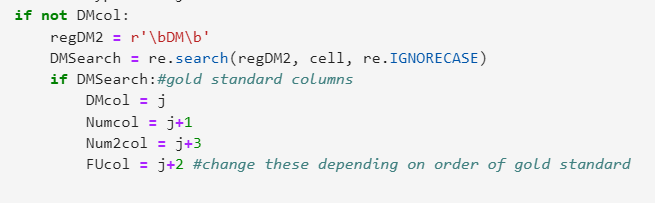 if not DMcol:
    regDM2 = r'\bDM\b'
    DMSearch = re.search(regDM2, cell, re.IGNORECASE)
    if DMSearch:#gold standard columns
        DMcol = j
        Numcol = j+1
        Num2col = j+3
        FUcol = j+2 #change these depending on order of gold standard